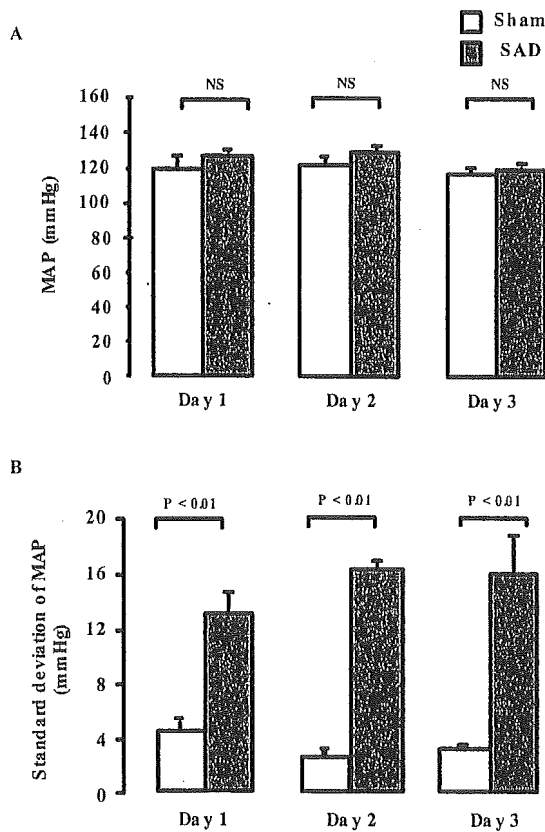 A
Sham
SAD
NS NS NS
160
140
120
100
80
60
40
20
0
MAP (mmHg)
Day 1 Day 2 Day 3
B
P < 0.01 P < 0.01 P < 0.01
20
16
12
8
4
0
Standard deviation of MAP
(mmHg)
Day 1 Day 2 Day 3